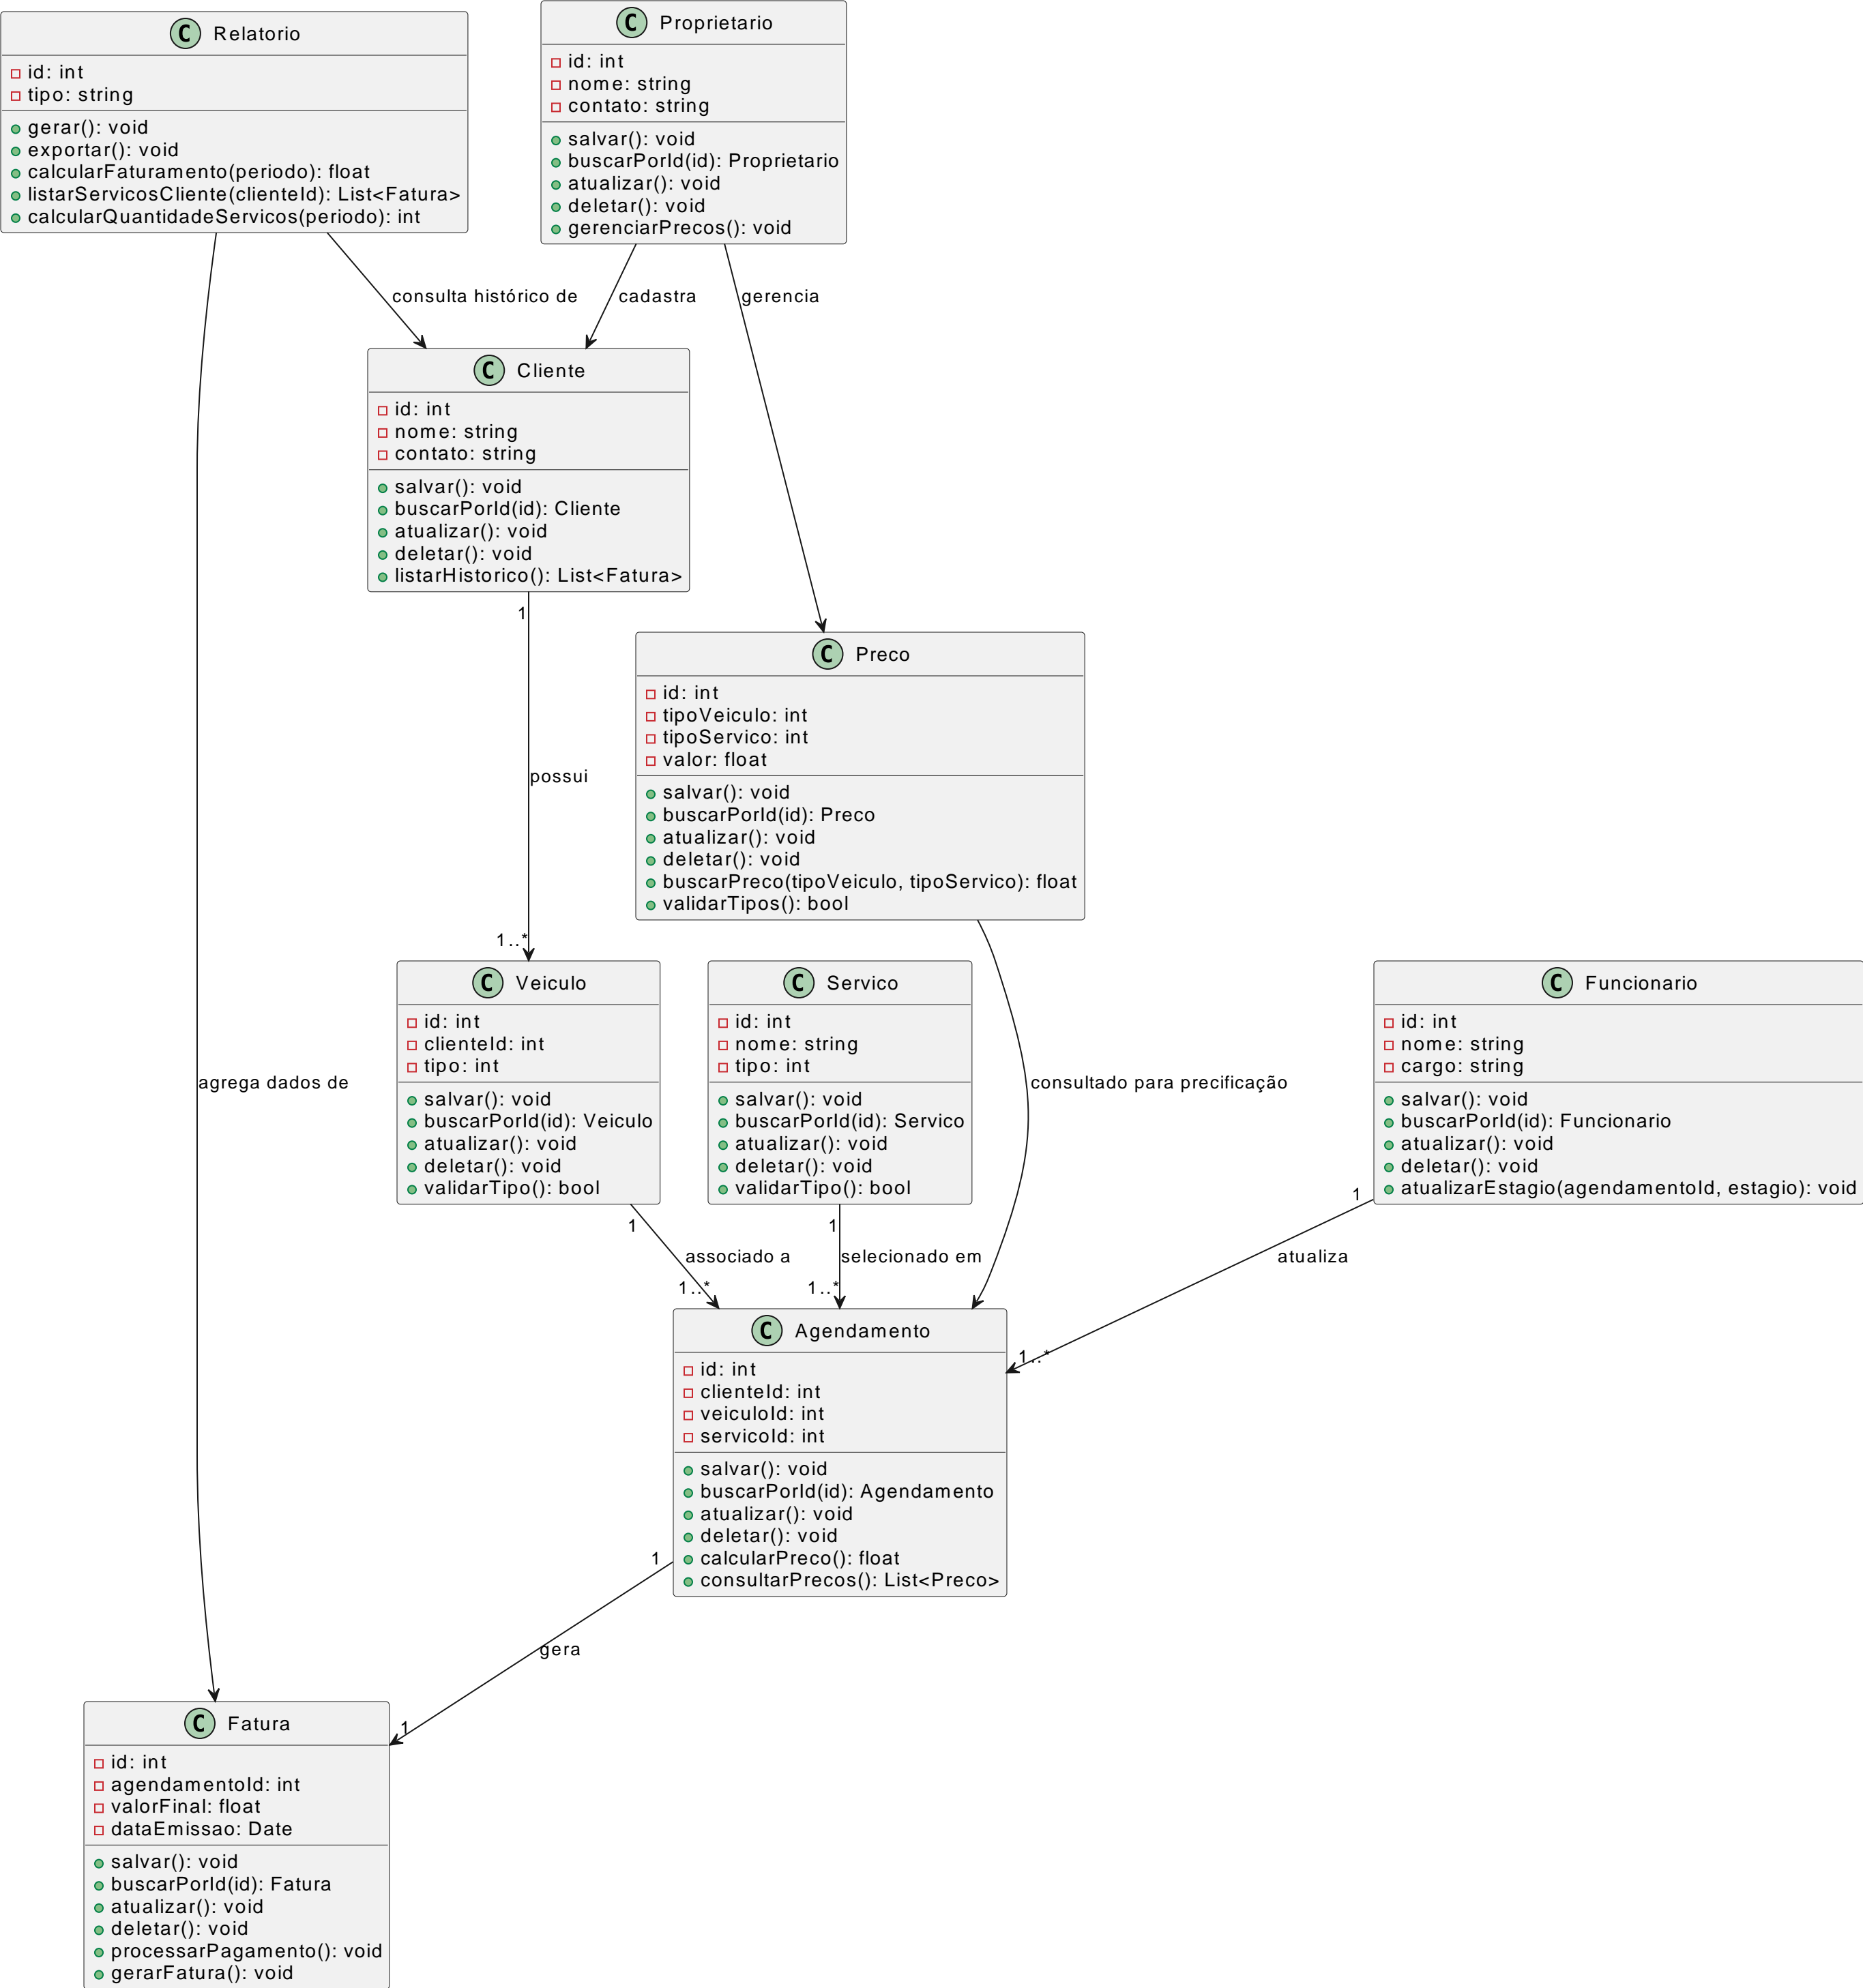 C Relatorio
id: int
tipo: string
gerar(): void
exportar(): void
calcularFaturamento(periodo): float
listarServicosCliente(clienteId): List<Fatura>
calcularQuantidadeServicos(periodo): int
C Proprietario
id: int
nome: string
contato: string
salvar(): void
buscarPorId(id): Proprietario
atualizar(): void
deletar(): void
gerenciarPrecos(): void
consulta histórico de
cadastra
gerencia
C Cliente
id: int
nome: string
contato: string
salvar(): void
buscarPorId(id): Cliente
atualizar(): void
deletar(): void
listarHistorico(): List<Fatura>
1
possui
1..*
C Preco
id: int
tipoVeiculo: int
tipoServico: int
valor: float
salvar(): void
buscarPorId(id): Preco
atualizar(): void
deletar(): void
buscarPreco(tipoVeiculo, tipoServico): float
validarTipos(): bool
agrega dados de
C Veiculo
id: int
clienteId: int
tipo: int
salvar(): void
buscarPorId(id): Veiculo
atualizar(): void
deletar(): void
validarTipo(): bool
C Servico
id: int
nome: string
tipo: int
salvar(): void
buscarPorId(id): Servico
atualizar(): void
deletar(): void
validarTipo(): bool
consultado para precificação
C Funcionario
id: int
nome: string
cargo: string
salvar(): void
buscarPorId(id): Funcionario
atualizar(): void
deletar(): void
atualizarEstagio(agendamentoId, estagio): void
1
associado a
1..*
1
selecionado em
1..*
1
atualiza
1..*
C Agendamento
id: int
clienteId: int
veiculoId: int
servicoId: int
salvar(): void
buscarPorId(id): Agendamento
atualizar(): void
deletar(): void
calcularPreco(): float
consultarPrecos(): List<Preco>
1
gera
1
C Fatura
id: int
agendamentoId: int
valorFinal: float
dataEmissao: Date
salvar(): void
buscarPorId(id): Fatura
atualizar(): void
deletar(): void
processarPagamento(): void
gerarFatura(): void